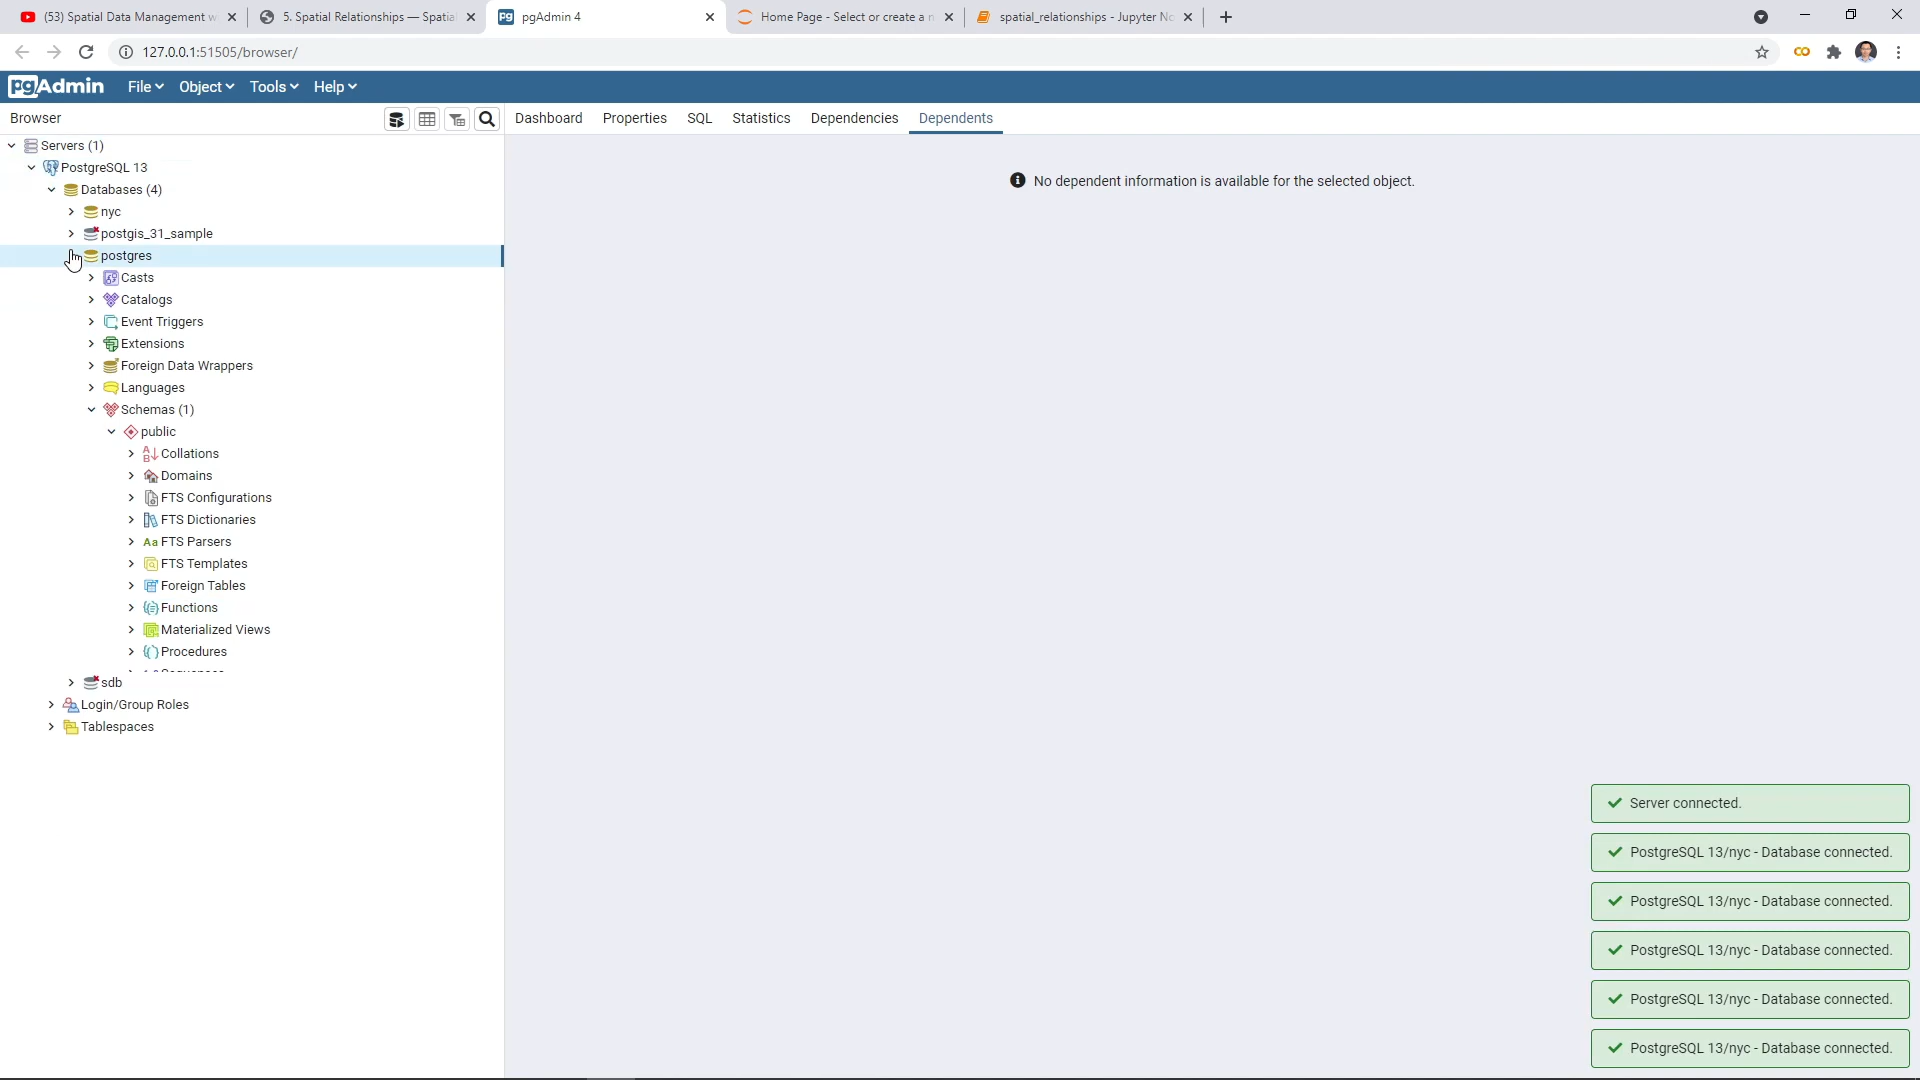 (53) Spatial Data Management w
5. Spatial Relationships — Spatial
pgAdmin 4
Home Page - Select or create a n
spatial_relationships - Jupyter No
127.0.0.1:51505/browser/
pgAdmin
File
Object
Tools
Help
Browser
Dashboard
Properties
SQL
Statistics
Dependencies
Dependents
Servers (1)
PostgreSQL 13
Databases (4)
nyc
postgis_31_sample
postgres
Casts
Catalogs
Event Triggers
Extensions
Foreign Data Wrappers
Languages
Schemas (1)
public
Collations
Domains
FTS Configurations
FTS Dictionaries
Aa FTS Parsers
FTS Templates
Foreign Tables
Functions
Materialized Views
Procedures
sdb
Login/Group Roles
Tablespaces
No dependent information is available for the selected object.
Server connected.
PostgreSQL 13/nyc - Database connected.
PostgreSQL 13/nyc - Database connected.
PostgreSQL 13/nyc - Database connected.
PostgreSQL 13/nyc - Database connected.
PostgreSQL 13/nyc - Database connected.